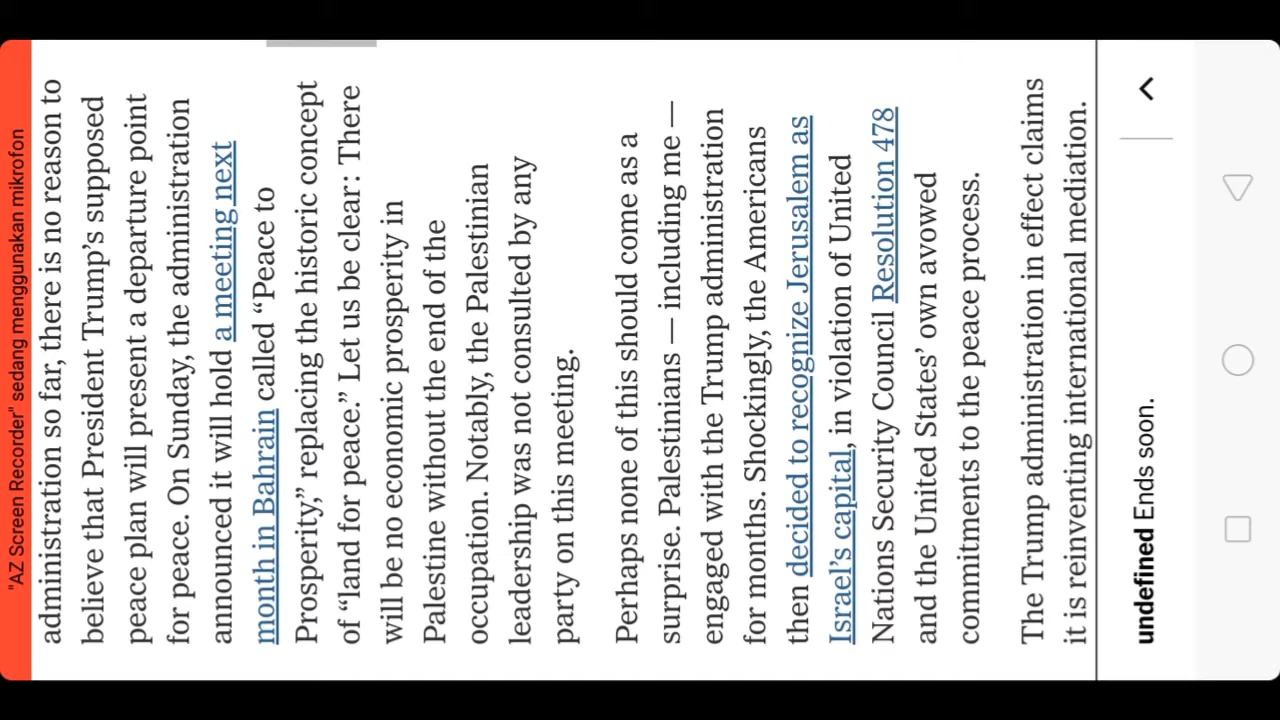 "AZ Screen Recorder" sedang menggunakan mikrofon
administration so far, there is no reason to
believe that President Trump’s supposed
peace plan will present a departure point
for peace. On Sunday, the administration
announced it will hold a meeting next
month in Bahrain called “Peace to
Prosperity,” replacing the historic concept
of “land for peace.” Let us be clear: There
will be no economic prosperity in
Palestine without the end of the
occupation. Notably, the Palestinian
leadership was not consulted by any
party on this meeting.
Perhaps none of this should come as a
surprise. Palestinians — including me —
engaged with the Trump administration
for months. Shockingly, the Americans
then decided to recognize Jerusalem as
Israel’s capital, in violation of United
Nations Security Council Resolution 478
and the United States’ own avowed
commitments to the peace process.
The Trump administration in effect claims
it is reinventing international mediation.
undefined Ends soon.